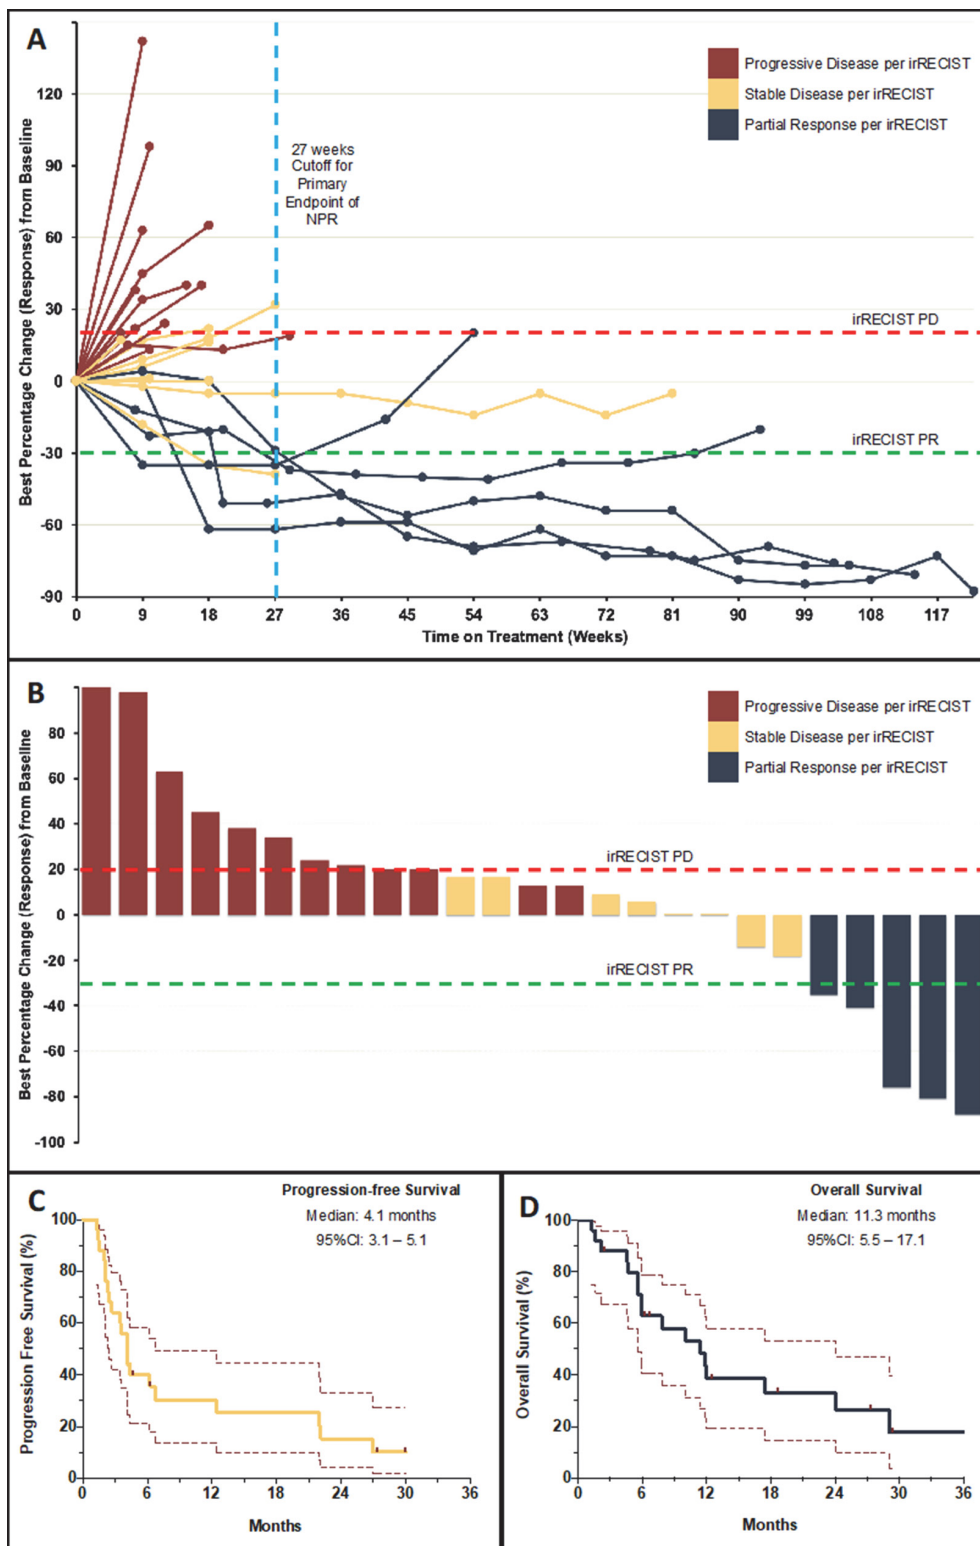 A
Progressive Disease per irRECIST
Stable Disease per irRECIST
Partial Response per irRECIST
27 weeks
Cutoff for
Primary
Endpoint of
NPR
irRECIST PD
irRECIST PR
Best Percentage Change (Response) from Baseline
120
90
60
30
0
-30
-60
-90
0 9 18 27 36 45 54 63 72 81 90 99 108 117
Time on Treatment (Weeks)
B
Progressive Disease per irRECIST
Stable Disease per irRECIST
Partial Response per irRECIST
irRECIST PD
irRECIST PR
Best Percentage Change (Response) from Baseline
80
60
40
20
0
-20
-40
-60
-80
-100
C
Progression-free Survival
Median: 4.1 months
95%CI: 3.1 – 5.1
Progression Free Survival (%)
100
80
60
40
20
0
0 6 12 18 24 30 36
Months
D
Overall Survival
Median: 11.3 months
95%CI: 5.5 – 17.1
Overall Survival (%)
100
80
60
40
20
0
0 6 12 18 24 30 36
Months